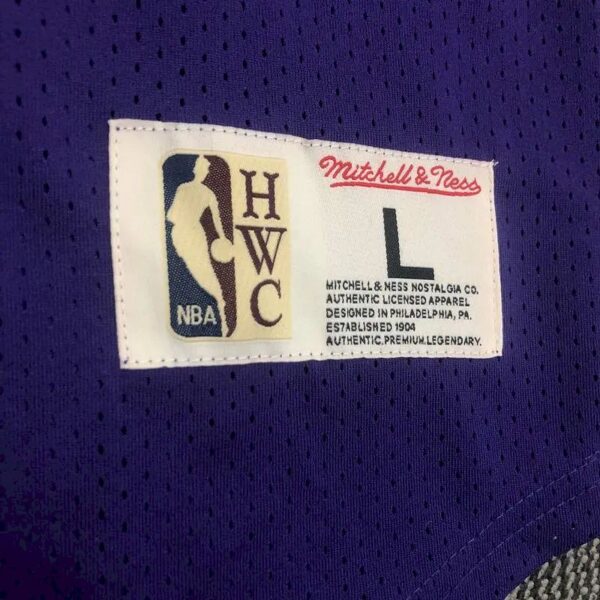 HWC
NBA
Mitchell & Ness
L
MITCHELL & NESS NOSTALGIA CO.
AUTHENTIC LICENSED APPAREL
DESIGNED IN PHILADELPHIA, PA.
ESTABLISHED 1904
AUTHENTIC.PREMIUM.LEGENDARY.